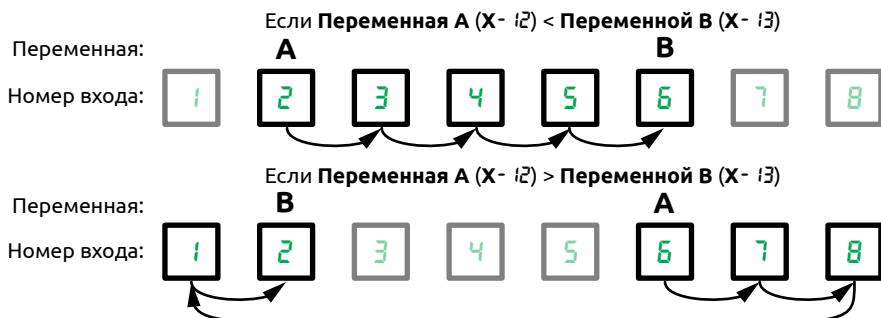 Если Переменная А (X- 12) < Переменной В (X- 13)
Переменная: А В
Номер входа: 1 2 3 4 5 6 7 8
Если Переменная А (X- 12) > Переменной В (X- 13)
Переменная: В А
Номер входа: 1 2 3 4 5 6 7 8